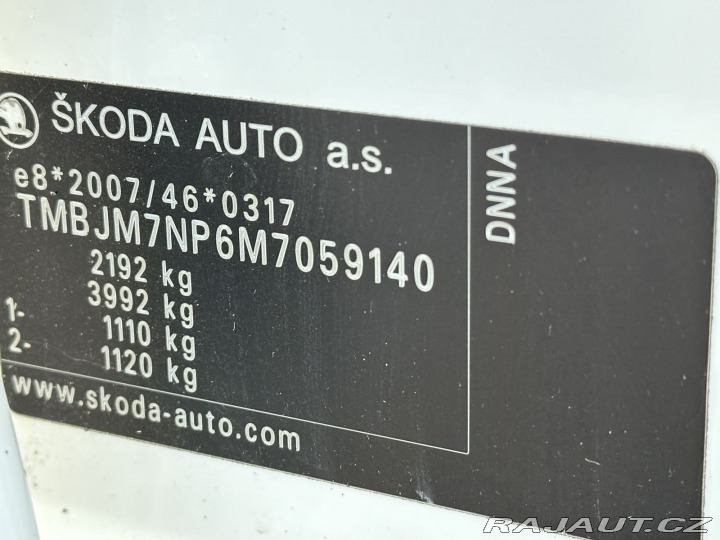 ŠKODA AUTO a.s.
e8*2007/46*0317
TMBJM7NP6M7059140
2192 kg
3992 kg
1- 1110 kg
2- 1120 kg
www.skoda-auto.com
DNNA
RAJAUT.CZ